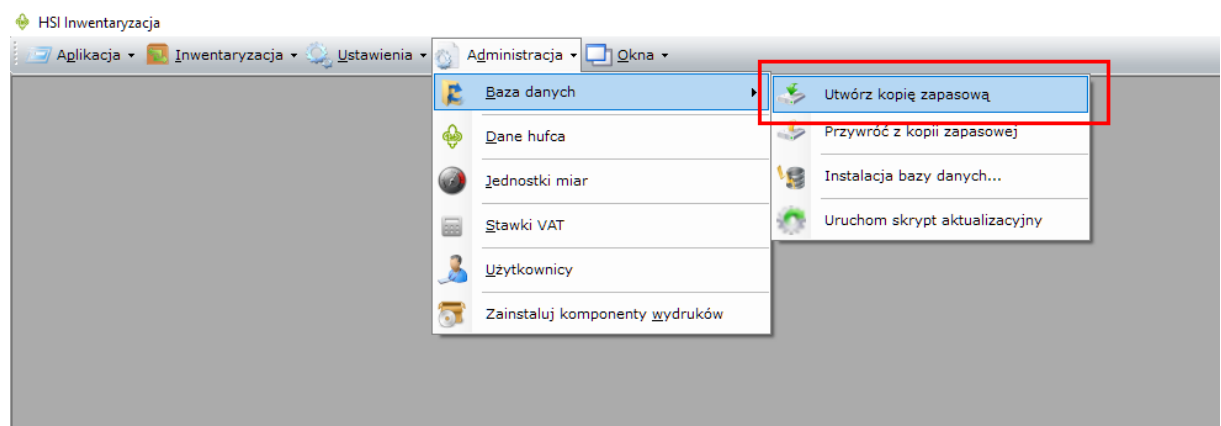 HSI Inwentaryzacja
Aplikacja Inwentaryzacja Ustawienia Administracja Okna
Baza danych
Dane hufca
Jednostki miar
Stawki VAT
Użytkownicy
Zainstaluj komponenty wydruków
Utwórz kopię zapasową
Przywróć z kopii zapasowej
Instalacja bazy danych...
Uruchom skrypt aktualizacyjny